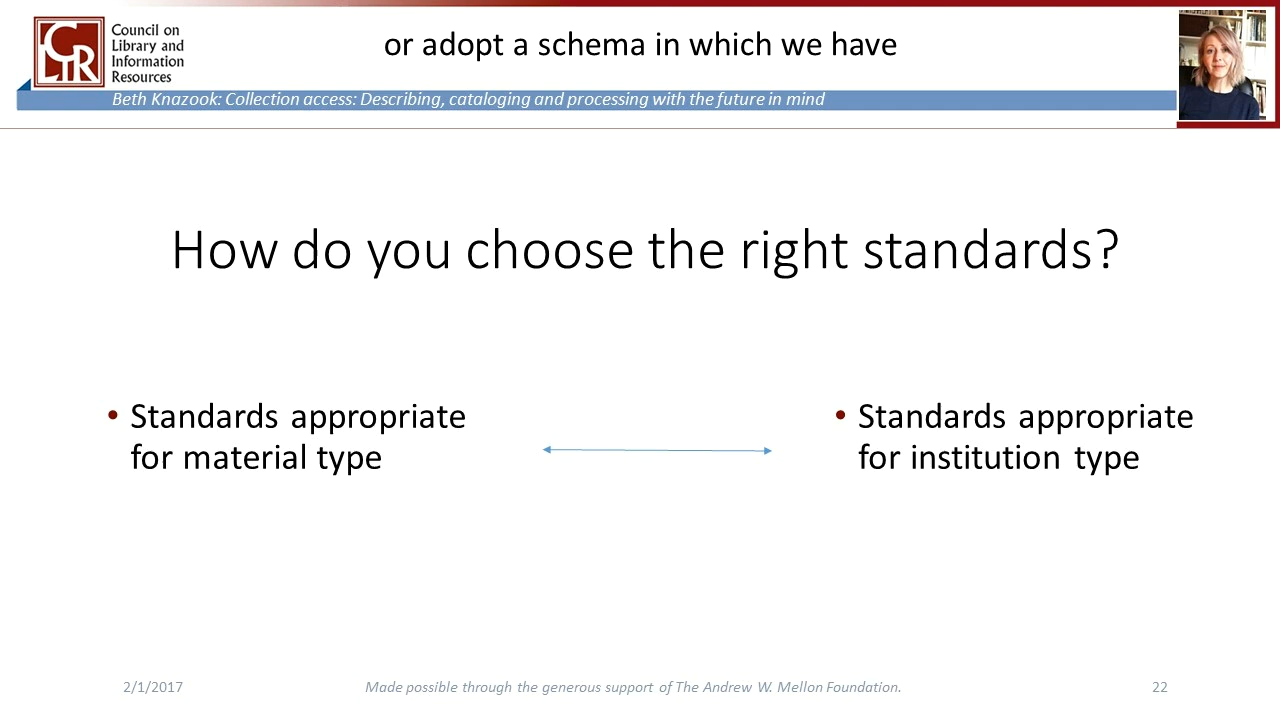 CLIR
Council on
Library and
Information
Resources
or adopt a schema in which we have
Beth Knazook: Collection access: Describing, cataloging and processing with the future in mind
How do you choose the right standards?
• Standards appropriate
for material type
• Standards appropriate
for institution type
2/1/2017
Made possible through the generous support of The Andrew W. Mellon Foundation.
22